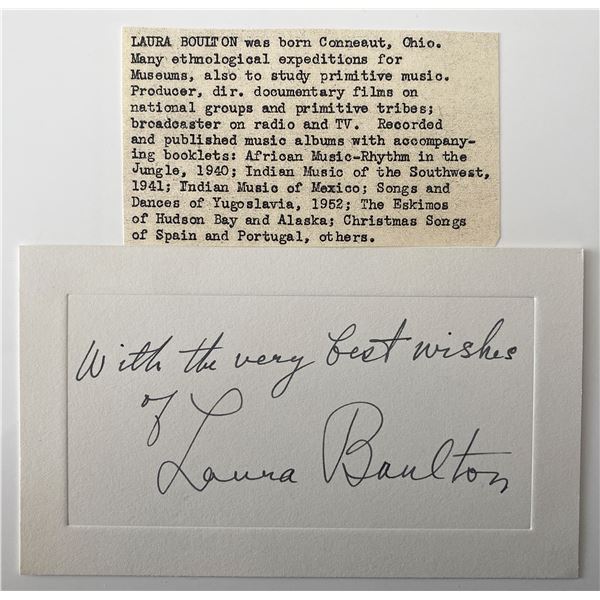 LAURA BOULTON was born Conneaut, Ohio.
Many ethnological expeditions for
Museums, also to study primitive music.
Producer, dir. documentary films on
national groups and primitive tribes;
broadcaster on radio and TV. Recorded
and published music albums with accompany-
ing booklets: African Music-Rhythm in the
Jungle, 1940; Indian Music of the Southwest,
1941; Indian Music of Mexico; Songs and
Dances of Yugoslavia, 1952; The Eskimos
of Hudson Bay and Alaska; Christmas Songs
of Spain and Portugal, others.
With the very best wishes
of
Laura Boulton